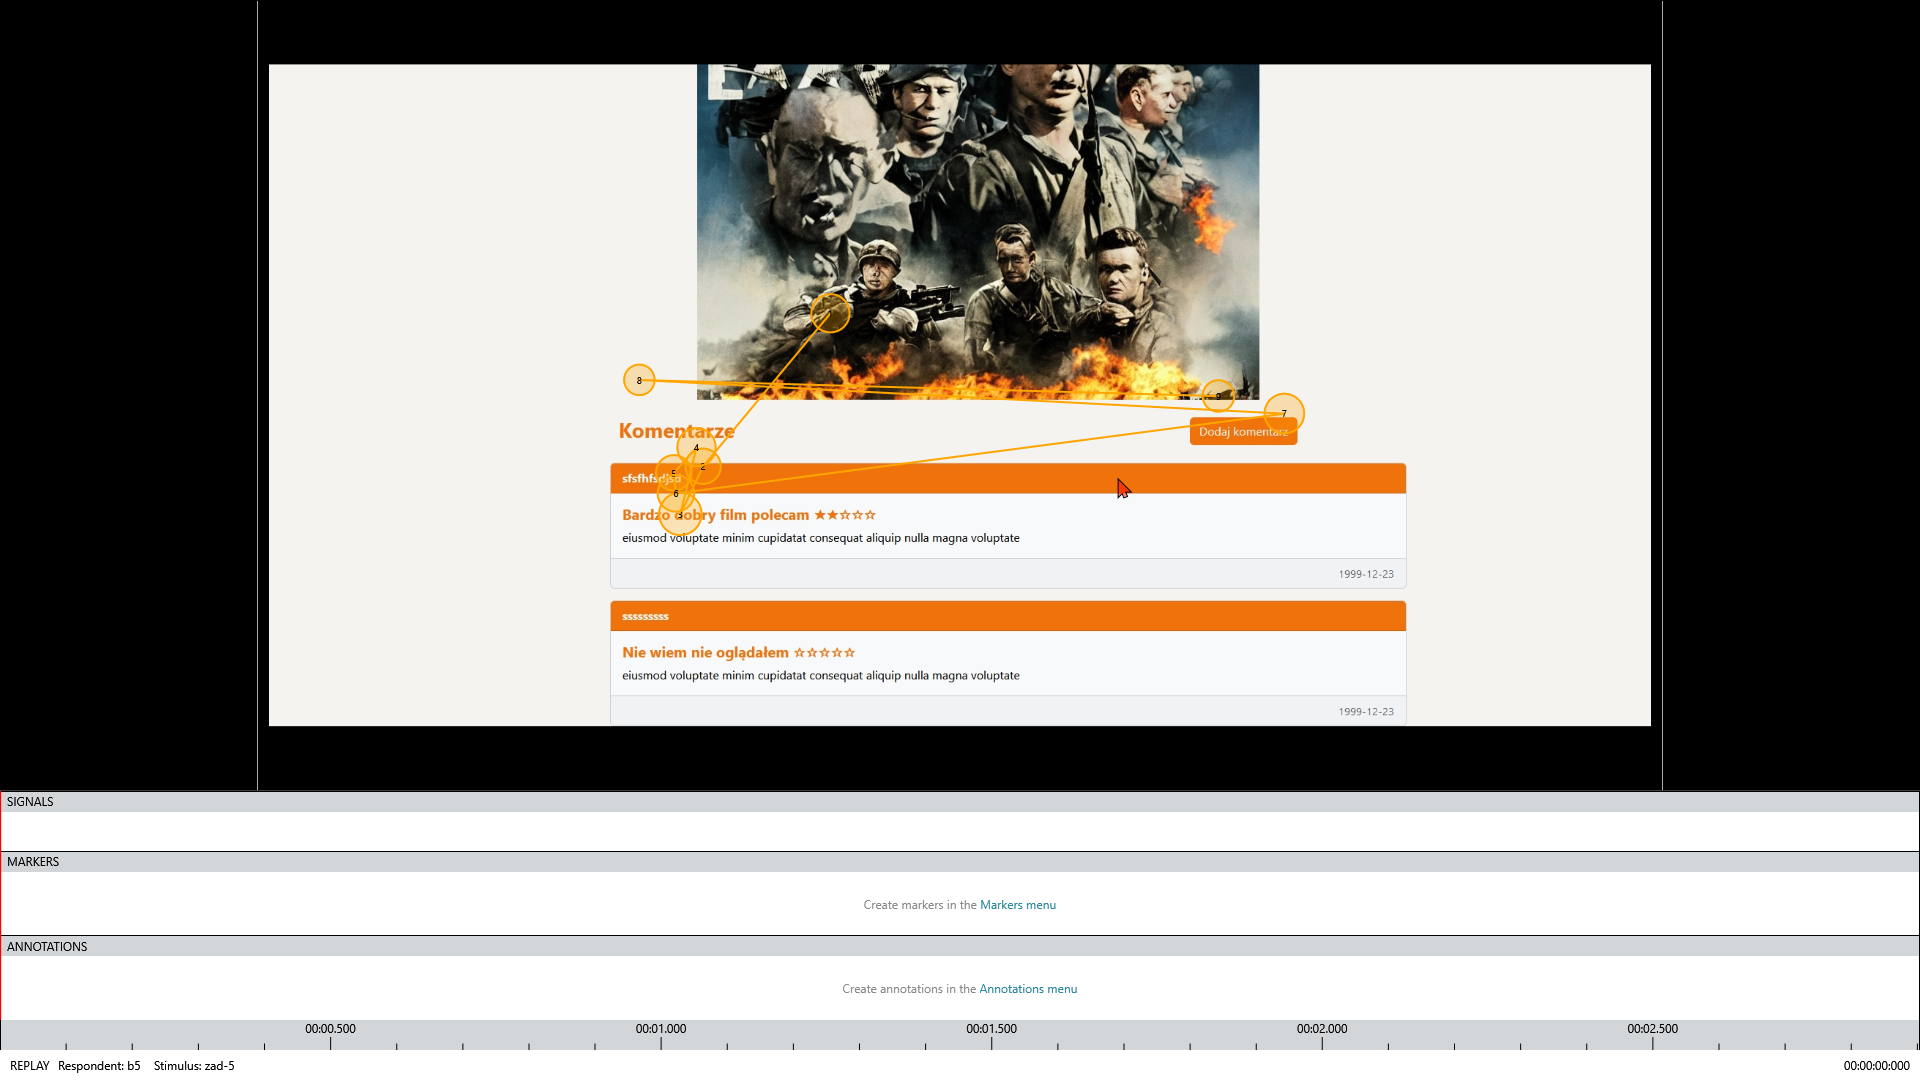 8
9
7
Komentarze
Dodaj komentarz
4
2
5
sfsfhfsdjsd
6
3
Bardzo dobry film polecam ★★☆☆☆
eiusmod voluptate minim cupidatat consequat aliquip nulla magna voluptate
1999-12-23
sssssssss
Nie wiem nie oglądałem ☆☆☆☆☆
eiusmod voluptate minim cupidatat consequat aliquip nulla magna voluptate
1999-12-23
SIGNALS
MARKERS
Create markers in the Markers menu
ANNOTATIONS
Create annotations in the Annotations menu
00:00.500 00:01.000 00:01.500 00:02.000 00:02.500
REPLAY Respondent: b5 Stimulus: zad-5 00:00:00:000